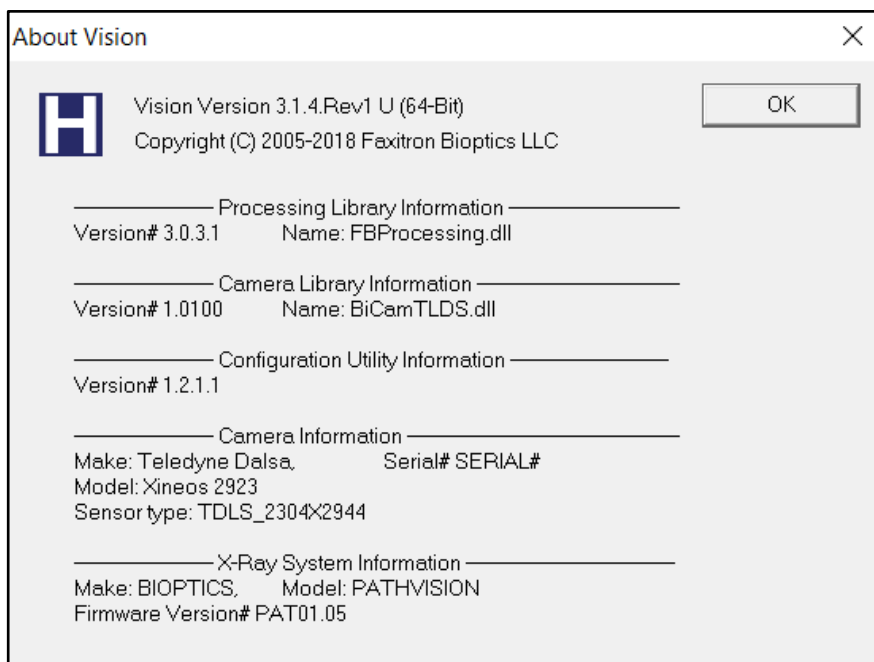 About Vision
H
Vision Version 3.1.4.Rev1 U (64-Bit)
OK
Copyright (C) 2005-2018 Faxitron Bioptics LLC
Processing Library Information
Version# 3.0.3.1 Name: FBProcessing.dll
Camera Library Information
Version# 1.0100 Name: BiCamTLDS.dll
Configuration Utility Information
Version# 1.2.1.1
Camera Information
Make: Teledyne Dalsa, Serial# SERIAL#
Model: Xineos 2923
Sensor type: TDLS_2304X2944
X-Ray System Information
Make: BIOPTICS, Model: PATHVISION
Firmware Version# PAT01.05